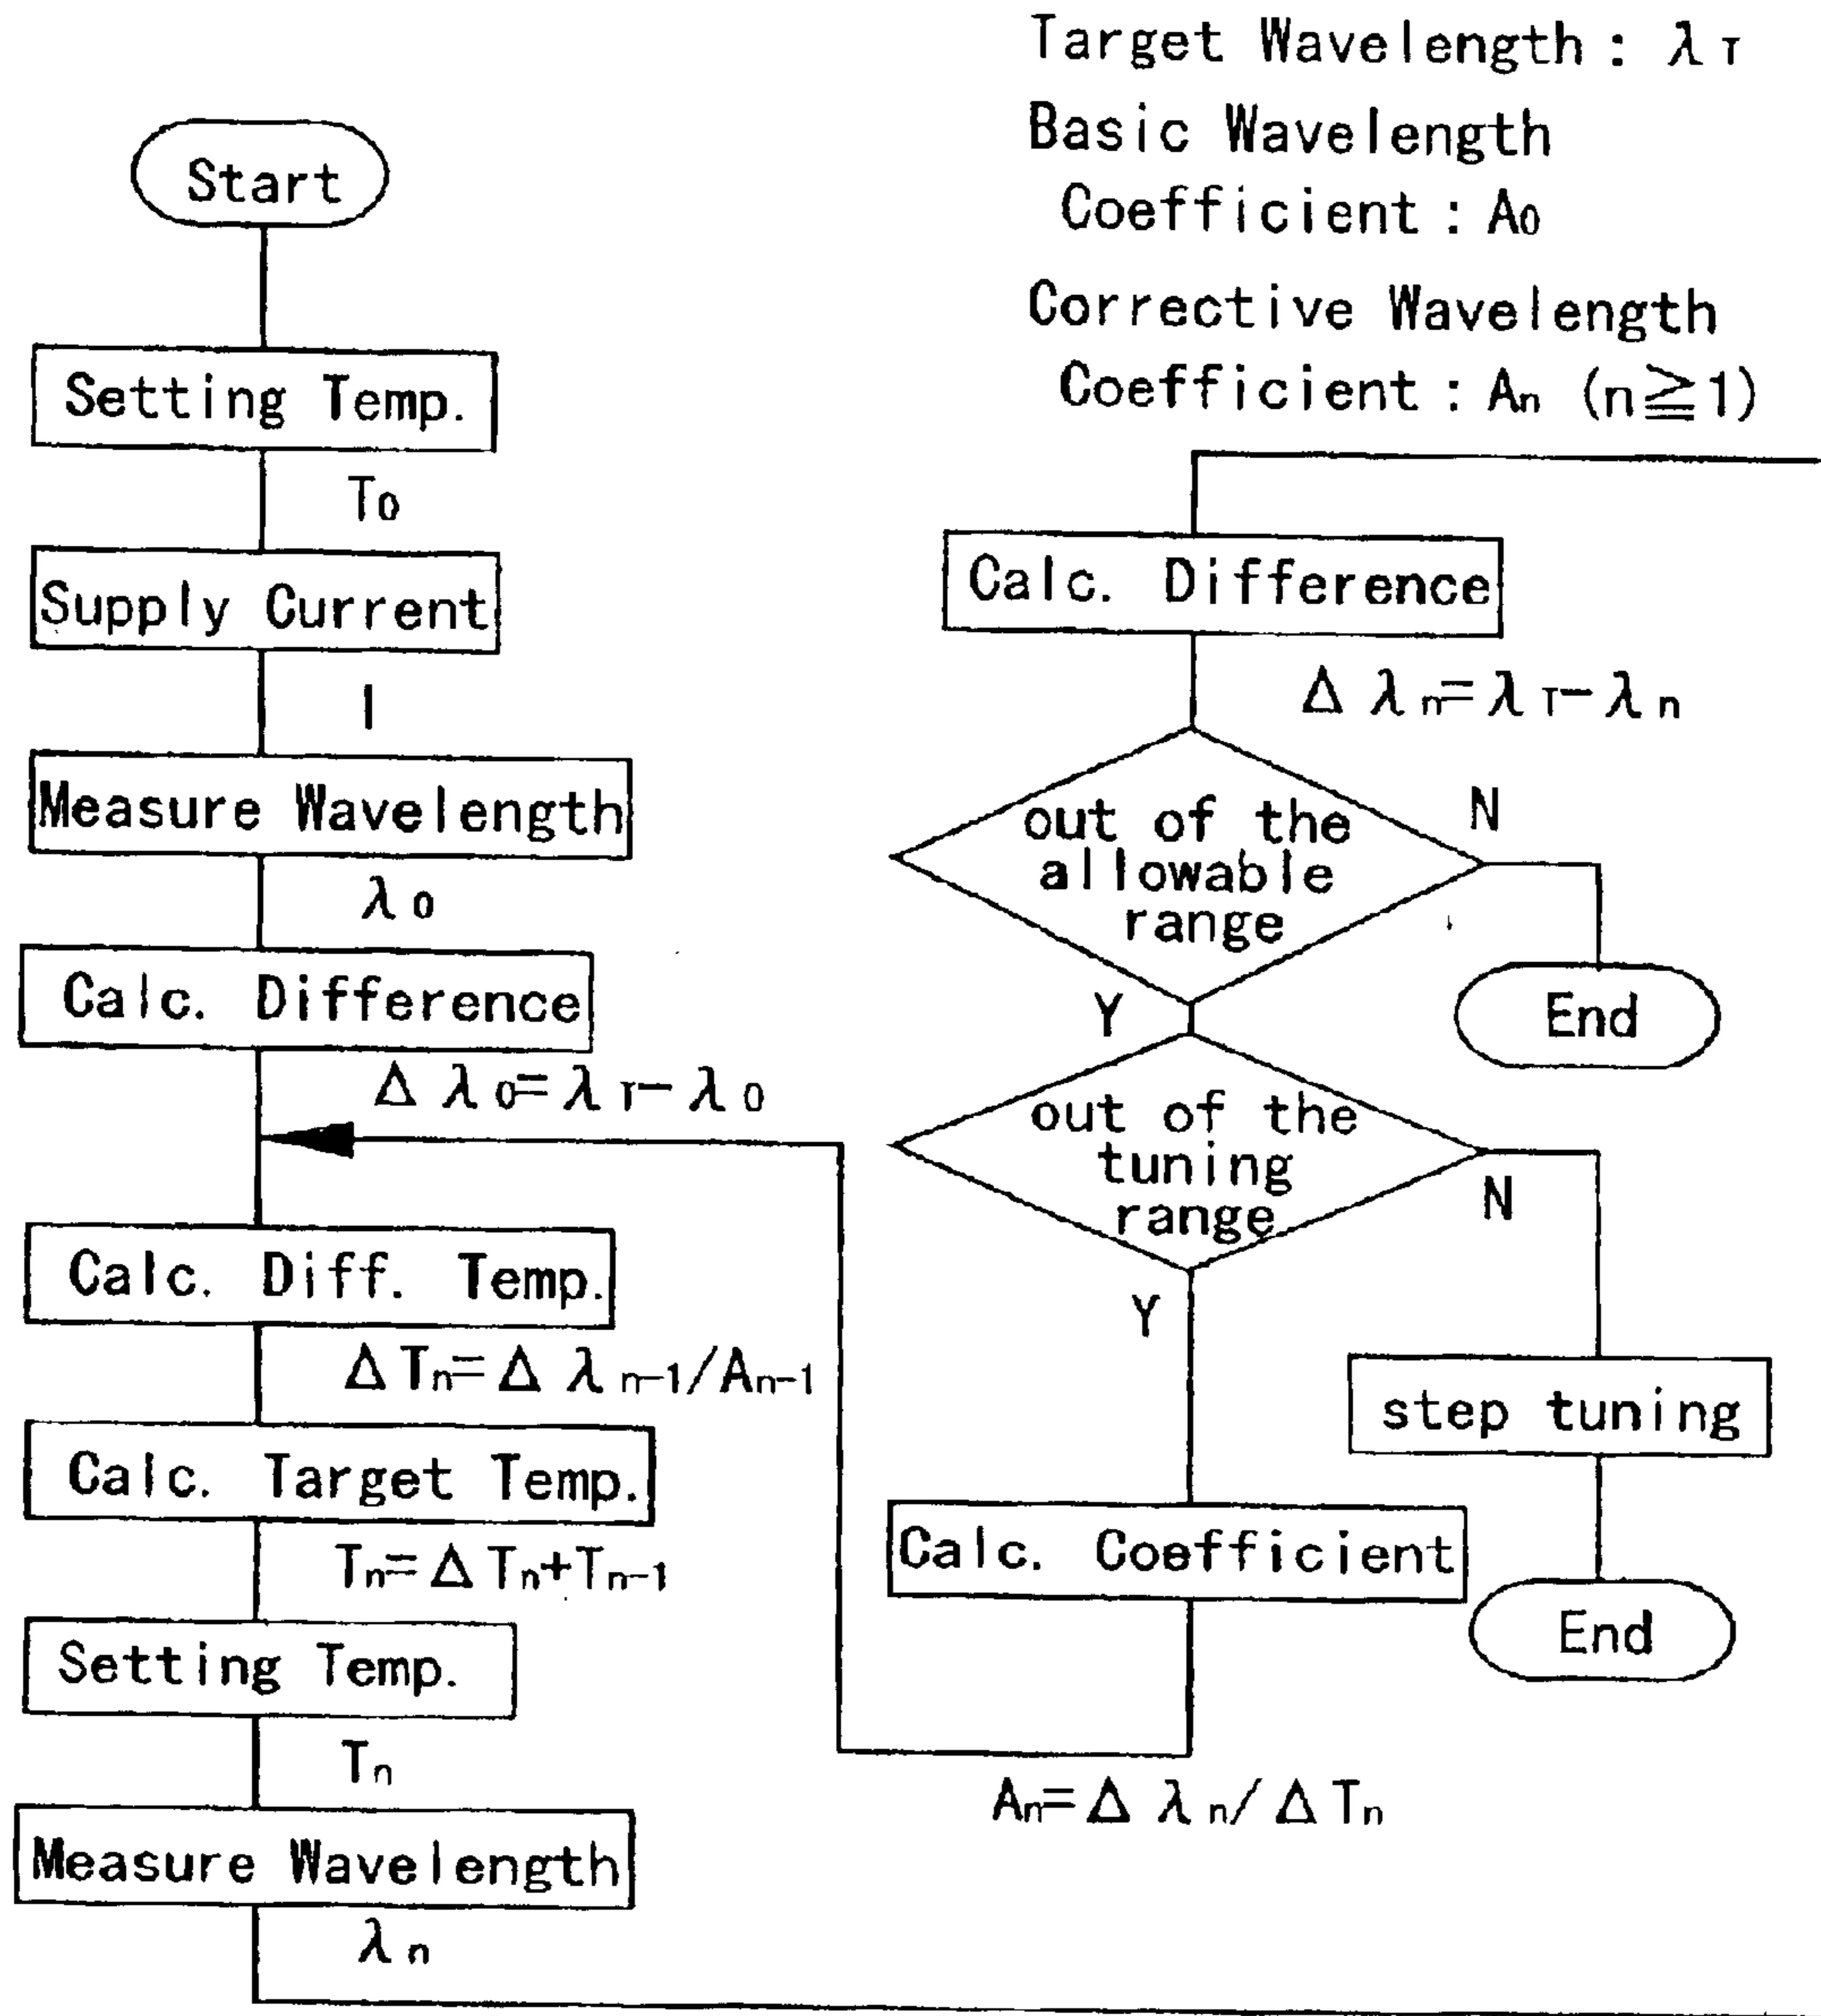 Target Wavelength : λT
Basic Wavelength
Coefficient : A0
Corrective Wavelength
Coefficient : An (n≧1)
Start
Setting Temp.
T0
Supply Current
I
Measure Wavelength
λ0
Calc. Difference
Δλ0=λT-λ0
Calc. Diff. Temp.
ΔTn=Δλn-1/An-1
Calc. Target Temp.
Tn=ΔTn+Tn-1
Setting Temp.
Tn
Measure Wavelength
λn
Calc. Difference
Δλn=λT-λn
out of the
allowable
range
N
End
Y
out of the
tuning
range
N
Y
step tuning
End
Calc. Coefficient
An=Δλn/ΔTn